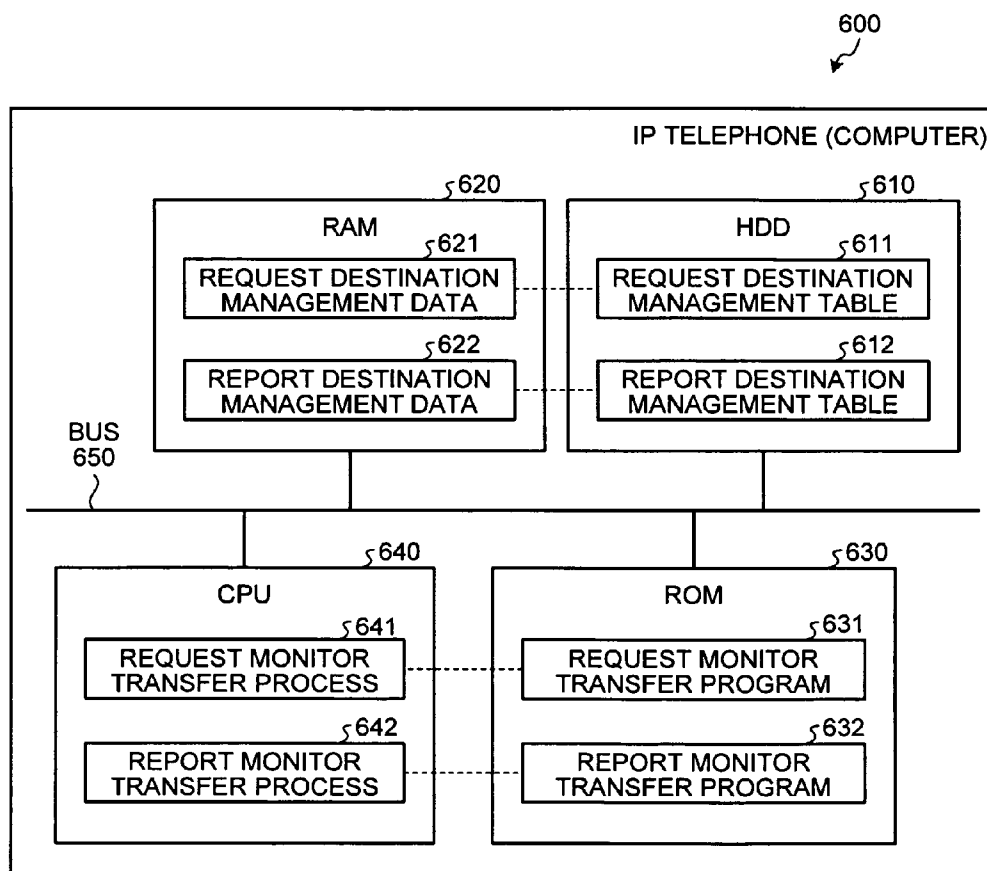 600
IP TELEPHONE (COMPUTER)
620
RAM
621
REQUEST DESTINATION
MANAGEMENT DATA
622
REPORT DESTINATION
MANAGEMENT DATA
610
HDD
611
REQUEST DESTINATION
MANAGEMENT TABLE
612
REPORT DESTINATION
MANAGEMENT TABLE
BUS
650
640
CPU
641
REQUEST MONITOR
TRANSFER PROCESS
642
REPORT MONITOR
TRANSFER PROCESS
630
ROM
631
REQUEST MONITOR
TRANSFER PROGRAM
632
REPORT MONITOR
TRANSFER PROGRAM